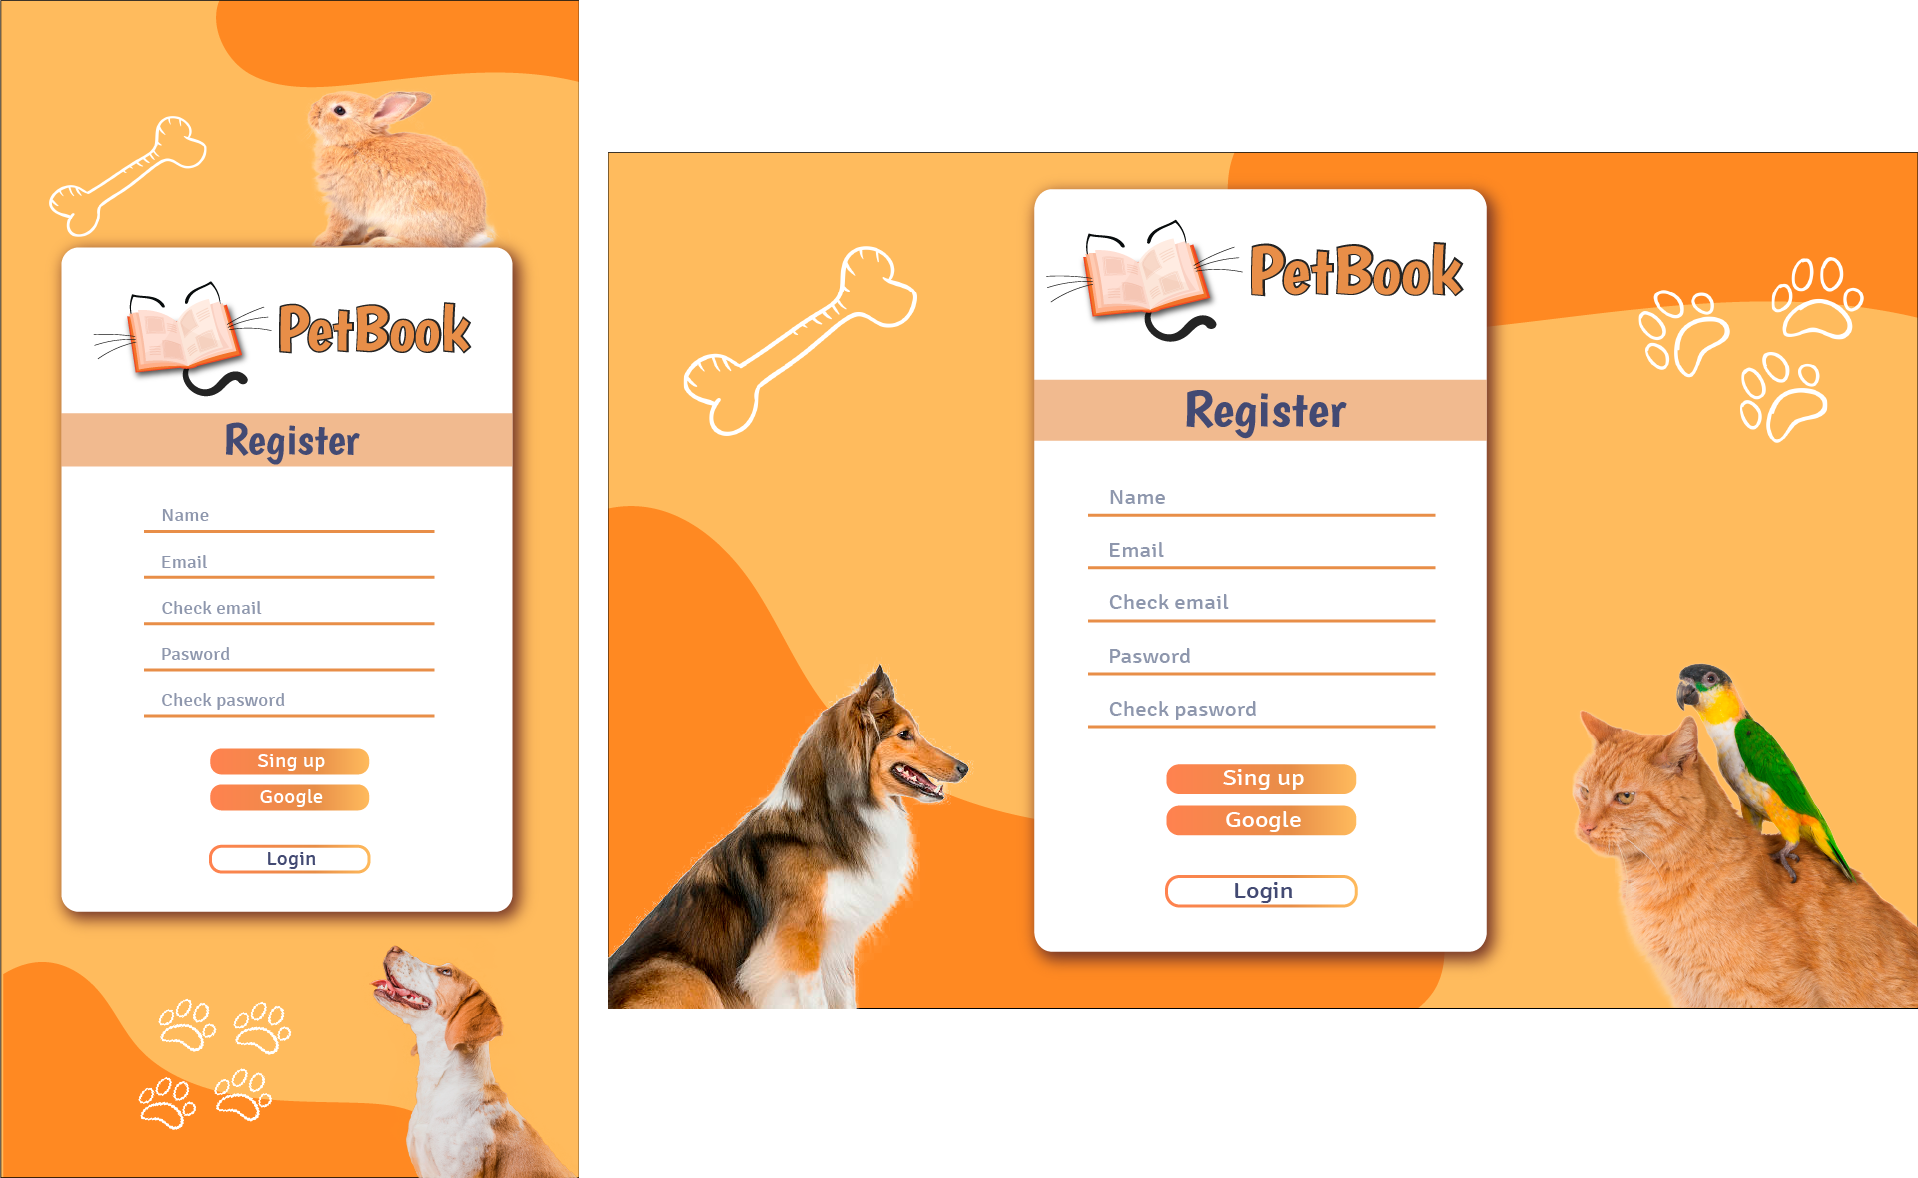 PetBook
Register
Name
Email
Check email
Pasword
Check pasword
Sing up
Google
Login
PetBook
Register
Name
Email
Check email
Pasword
Check pasword
Sing up
Google
Login